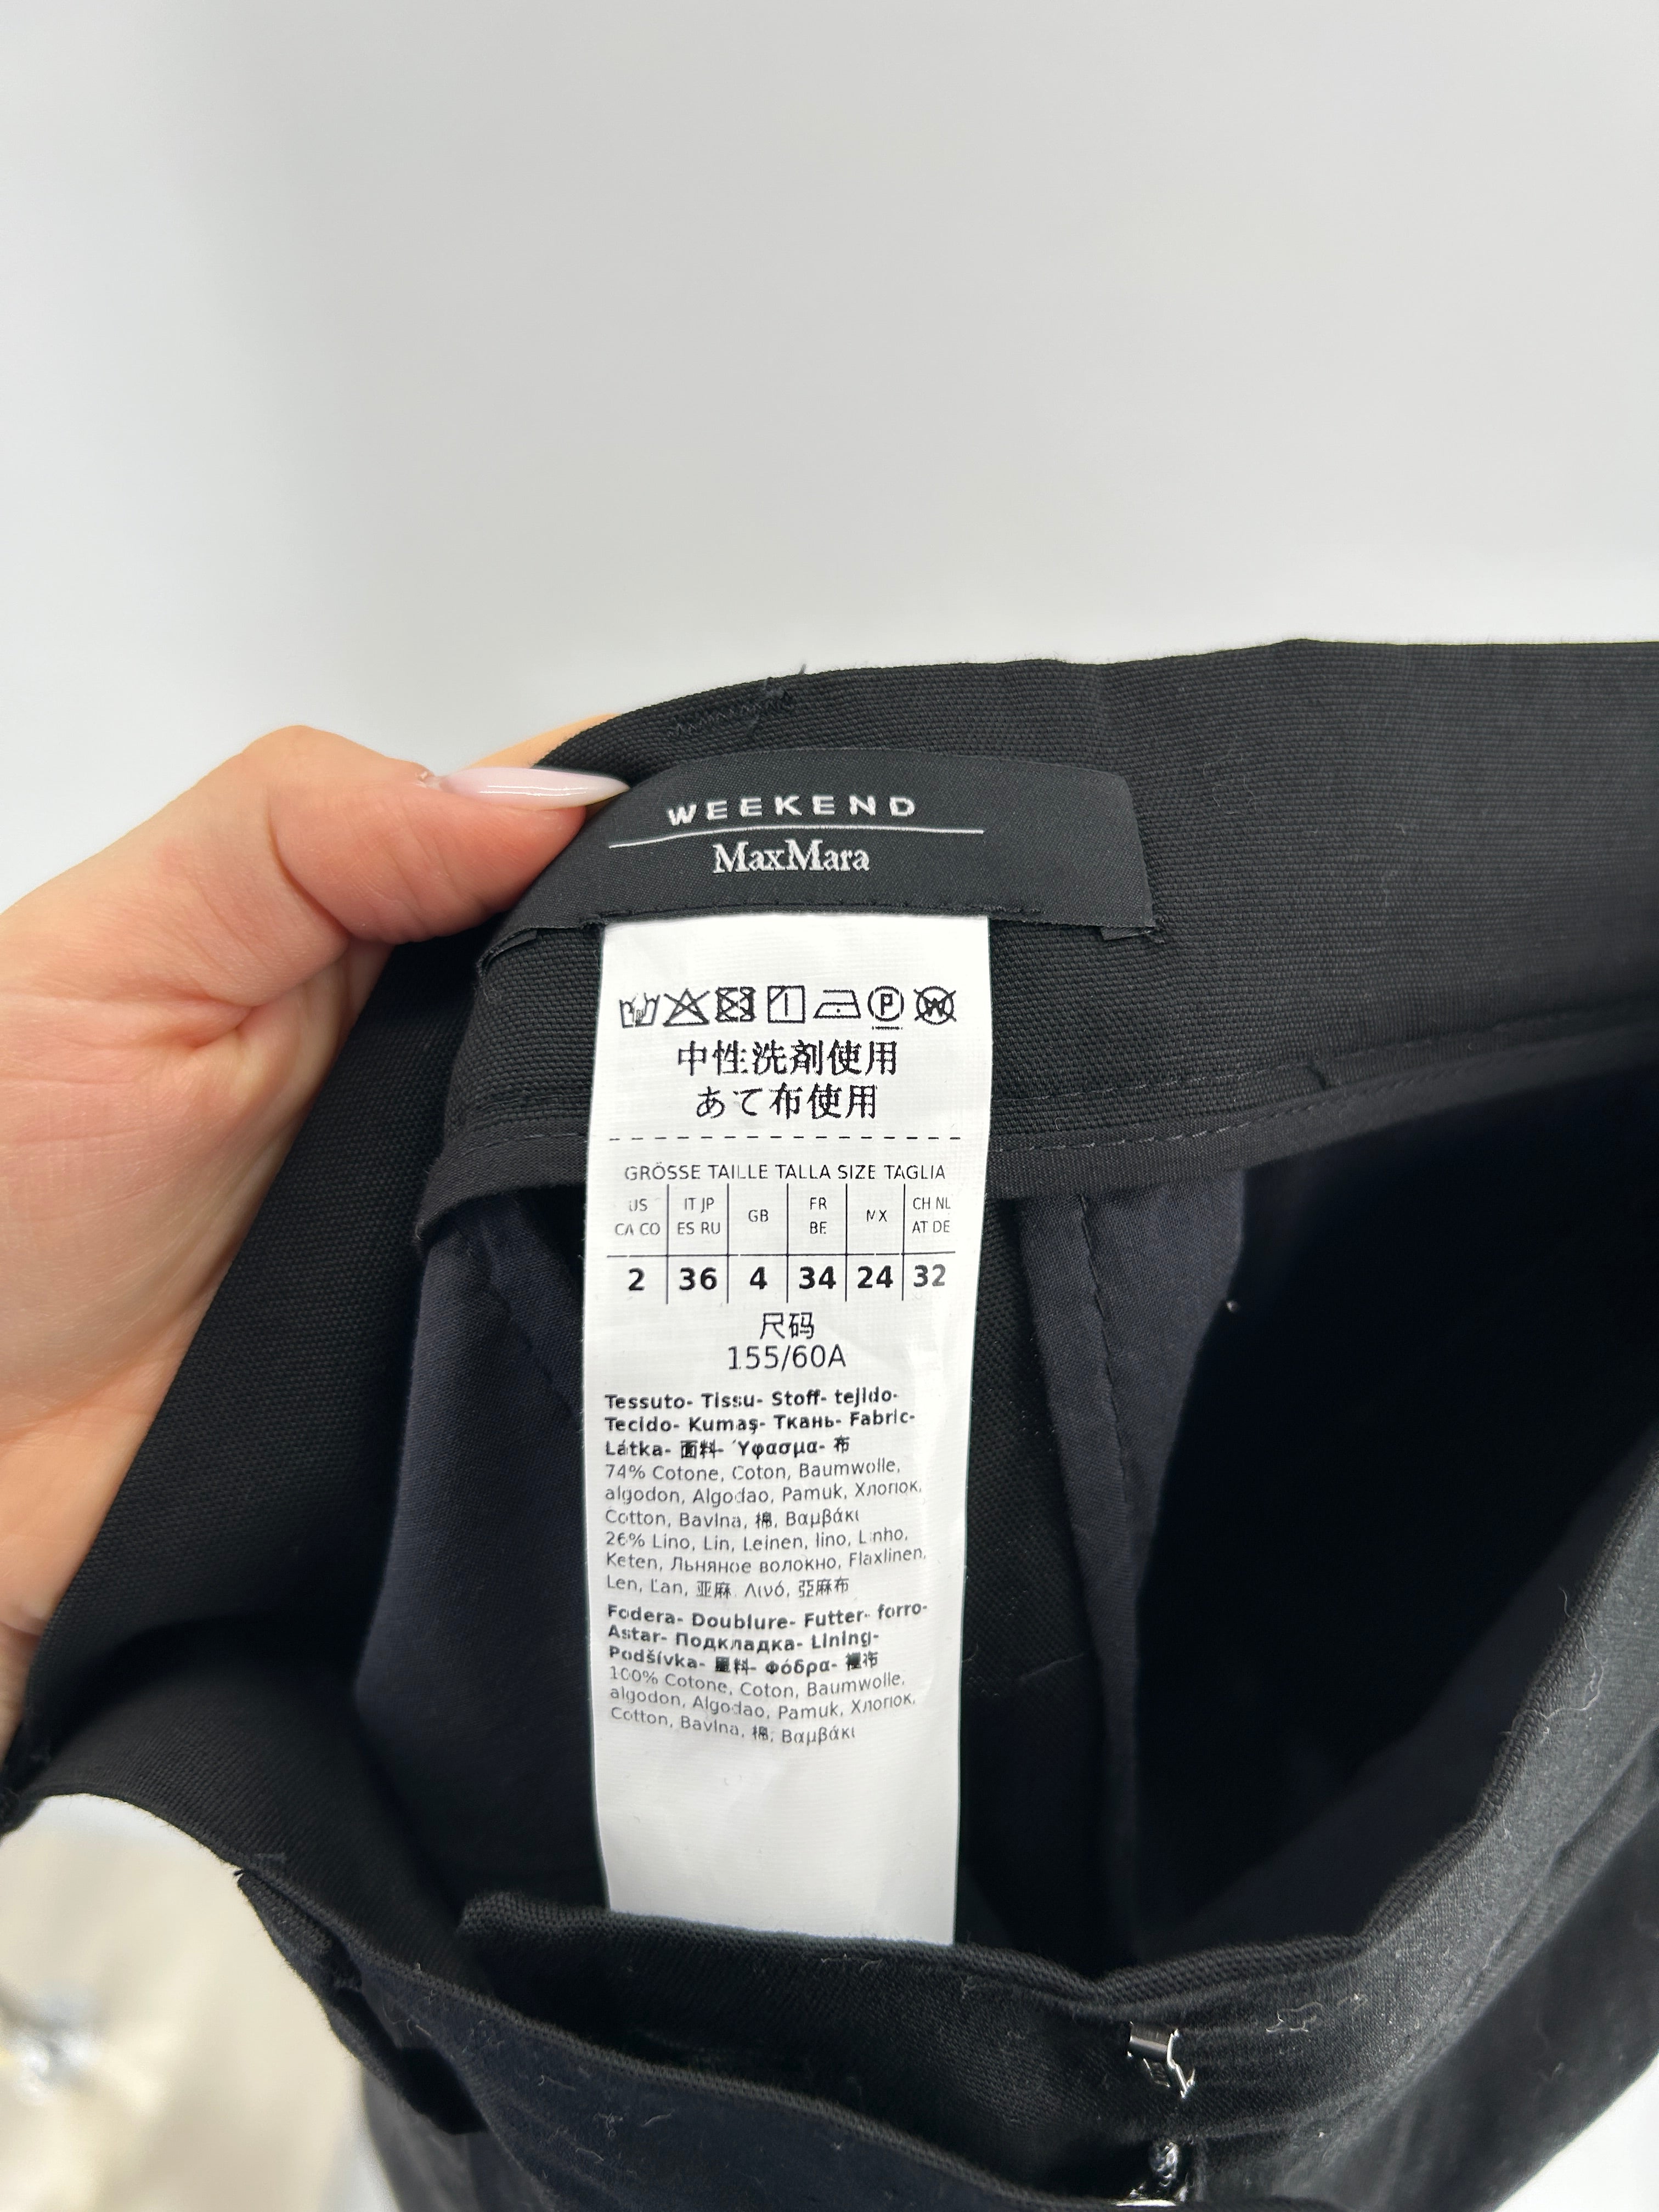 WEEKEND
MaxMara
中性洗剤使用
あて布使用
GRÖSSE TAILLE TALLA SIZE TAGLIA
US CA CO | IT JP ES RU | GB | FR BE | MX | CH NL AT DE
2 | 36 | 4 | 34 | 24 | 32
尺码
155/60A
Tessuto- Tissu- Stoff- tejido-
Tecido- Kumaş- Ткань- Fabric-
Látka- 面料- Ύφασμα- 布
74% Cotone, Coton, Baumwolle,
algodon, Algodao, Pamuk, Хлопок,
Cotton, Bavlna, 棉, Βαμβάκι
26% Lino, Lin, Leinen, lino, Linho,
Keten, Льняное волокно, Flaxlinen,
Len, Ľan, 亚麻, Λινό, 亞麻布
Fodera- Doublure- Futter- forro-
Astar- Подкладка- Lining-
Podšívka- 里料- Φόδρα- 裡布
100% Cotone, Coton, Baumwolle,
algodon, Algodao, Pamuk, Хлопок,
Cotton, Bavlna, 棉, Βαμβάκι